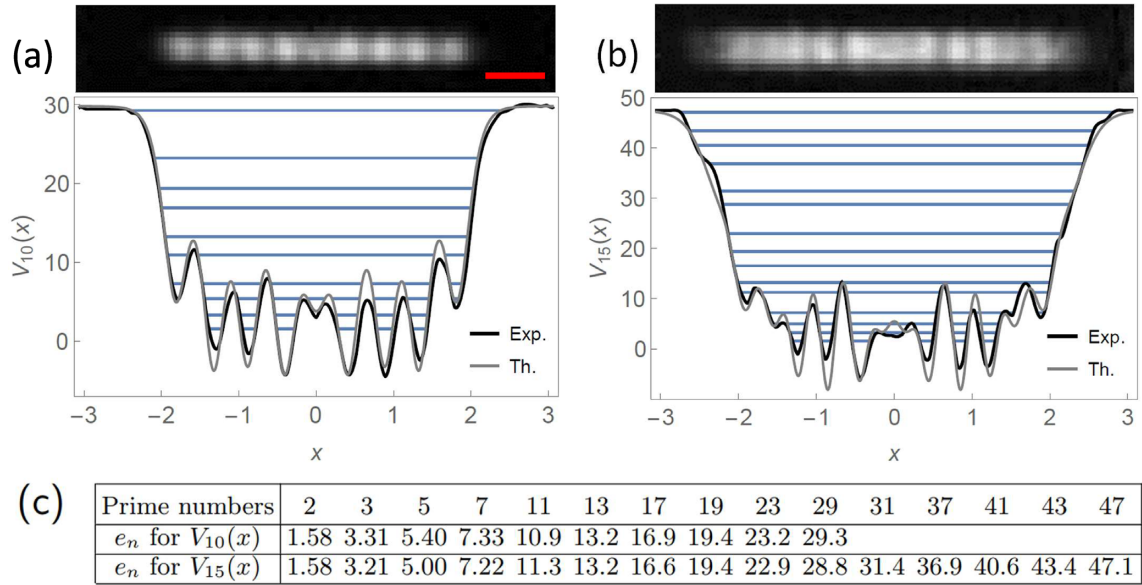 (a)
(b)
30
20
10
0
V10(x)
Exp.
Th.
−3 −2 −1 0 1 2 3
x
50
40
30
20
10
0
V15(x)
Exp.
Th.
−3 −2 −1 0 1 2 3
x
(c)
Prime numbers 2 3 5 7 11 13 17 19 23 29 31 37 41 43 47
en for V10(x) 1.58 3.31 5.40 7.33 10.9 13.2 16.9 19.4 23.2 29.3
en for V15(x) 1.58 3.21 5.00 7.22 11.3 13.2 16.6 19.4 22.9 28.8 31.4 36.9 40.6 43.4 47.1